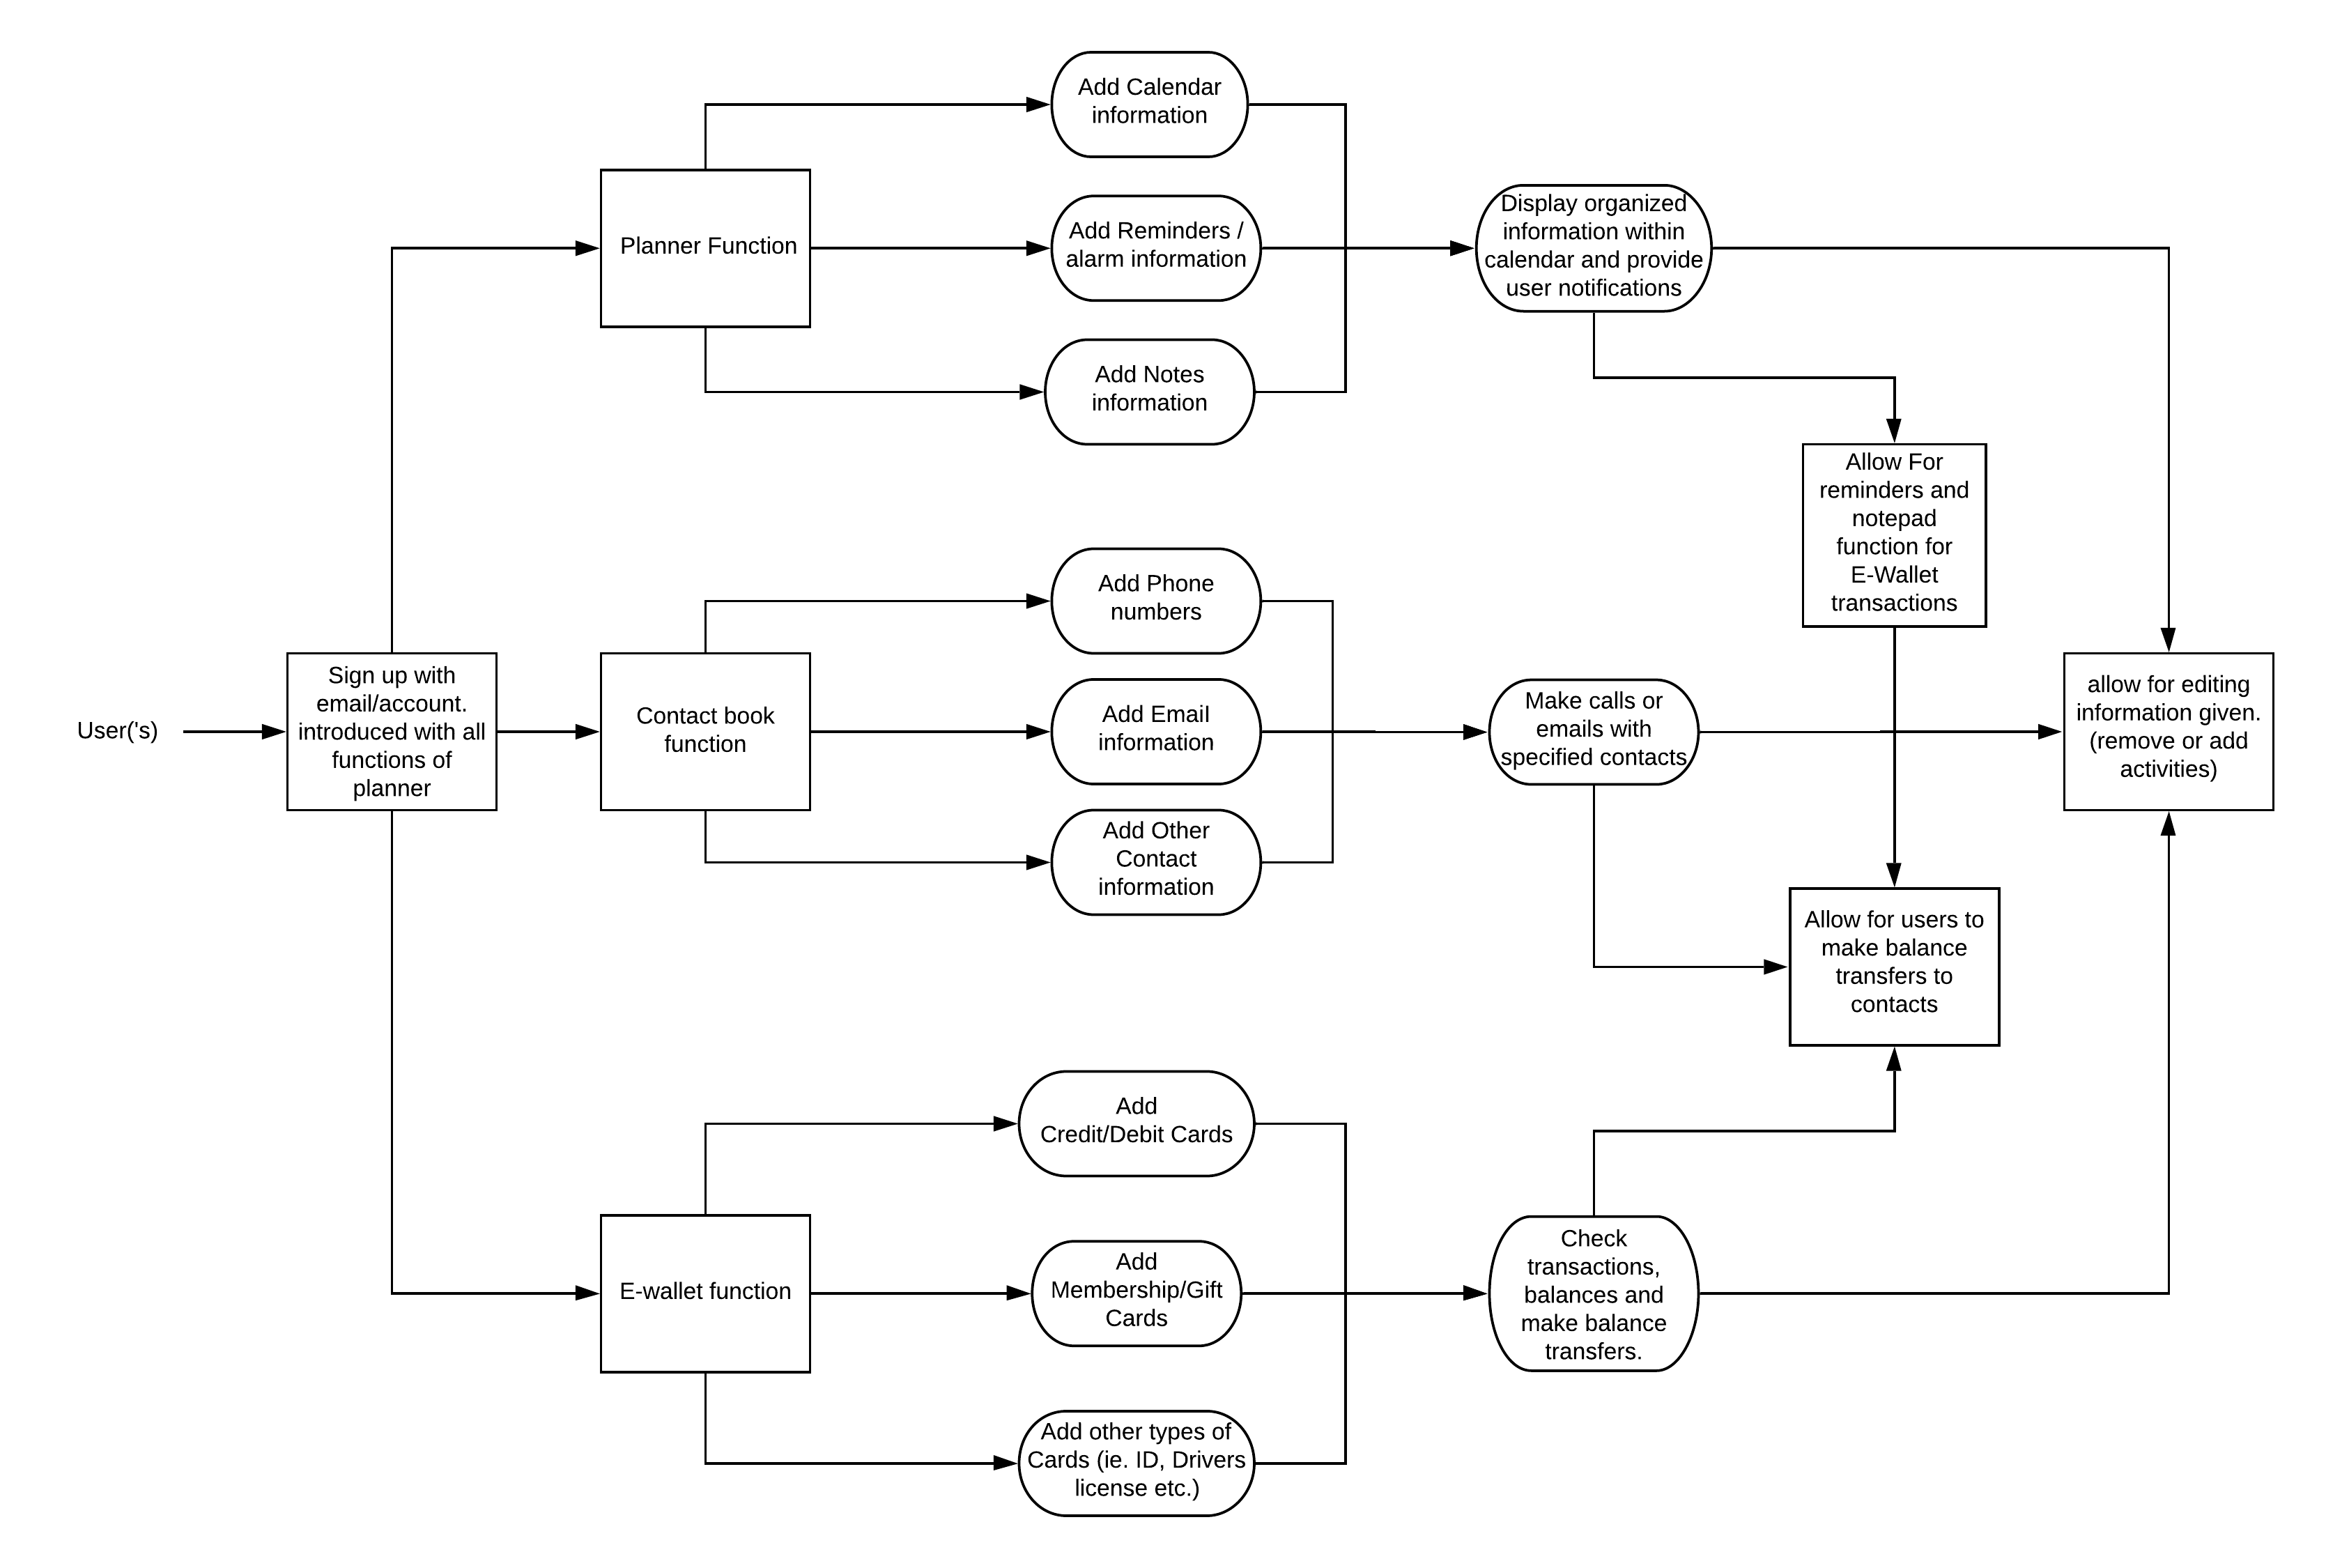 Add Calendar
information
Planner Function
Add Reminders /
alarm information
Display organized
information within
calendar and provide
user notifications
Add Notes
information
Allow For
reminders and
notepad
function for
E-Wallet
transactions
User('s)
Sign up with
email/account.
introduced with all
functions of
planner
Contact book
function
Add Phone
numbers
Add Email
information
Add Other
Contact
information
Make calls or
emails with
specified contacts
allow for editing
information given.
(remove or add
activities)
Allow for users to
make balance
transfers to
contacts
Add
Credit/Debit Cards
E-wallet function
Add
Membership/Gift
Cards
Check
transactions,
balances and
make balance
transfers.
Add other types of
Cards (ie. ID, Drivers
license etc.)